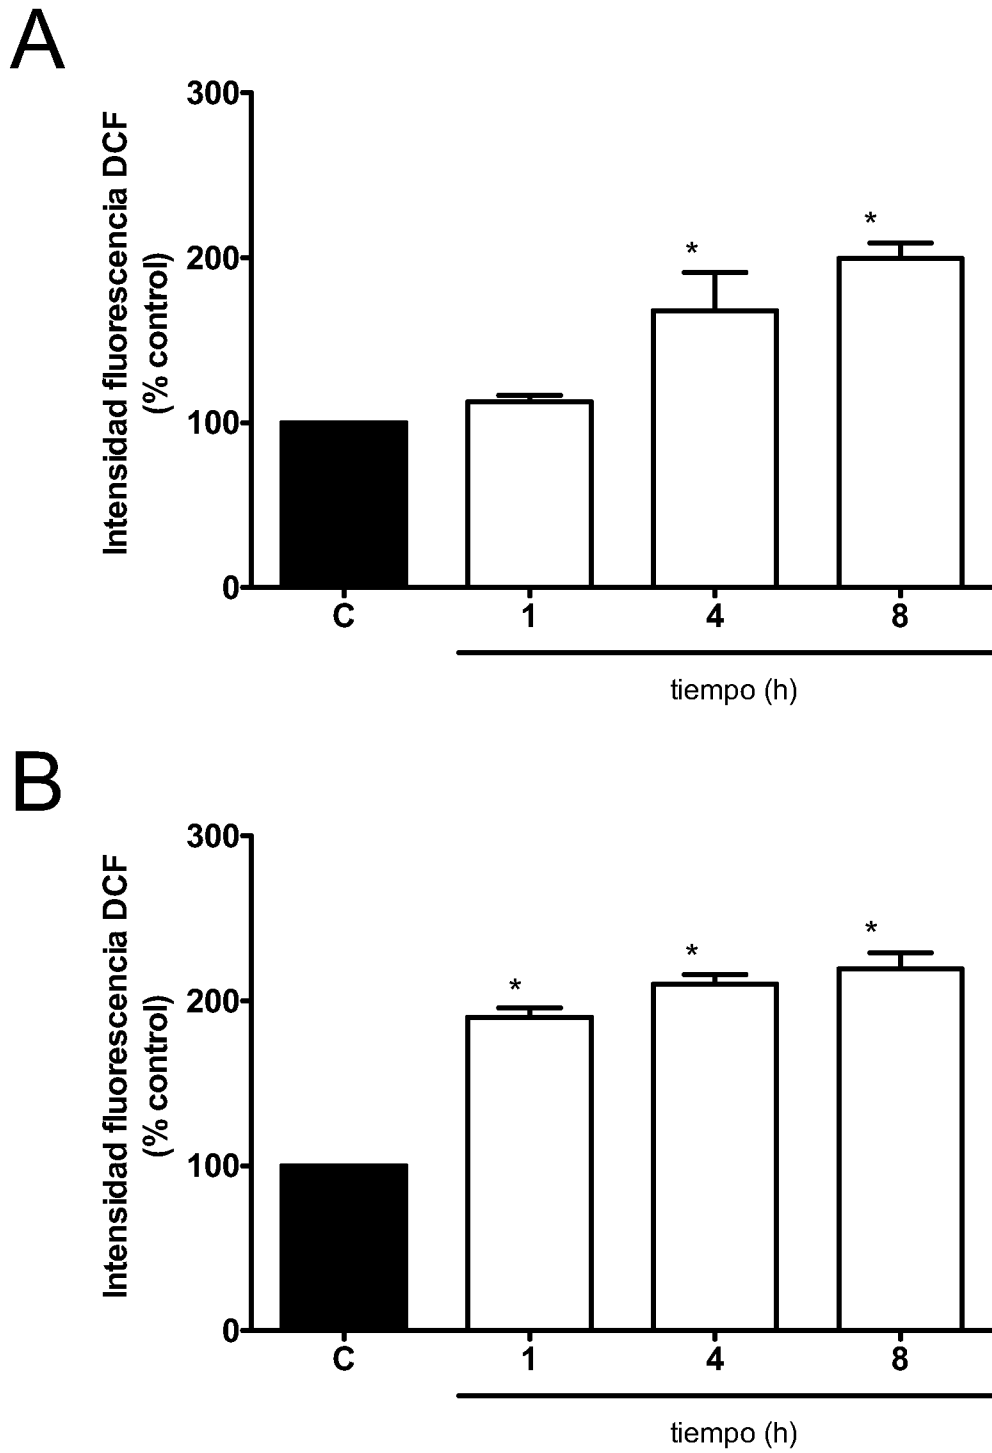 A
Intensidad fluorescencia DCF
(% control)
300
200
100
0
*
*
C 1 4 8
tiempo (h)
B
Intensidad fluorescencia DCF
(% control)
300
200
100
0
*
*
*
C 1 4 8
tiempo (h)